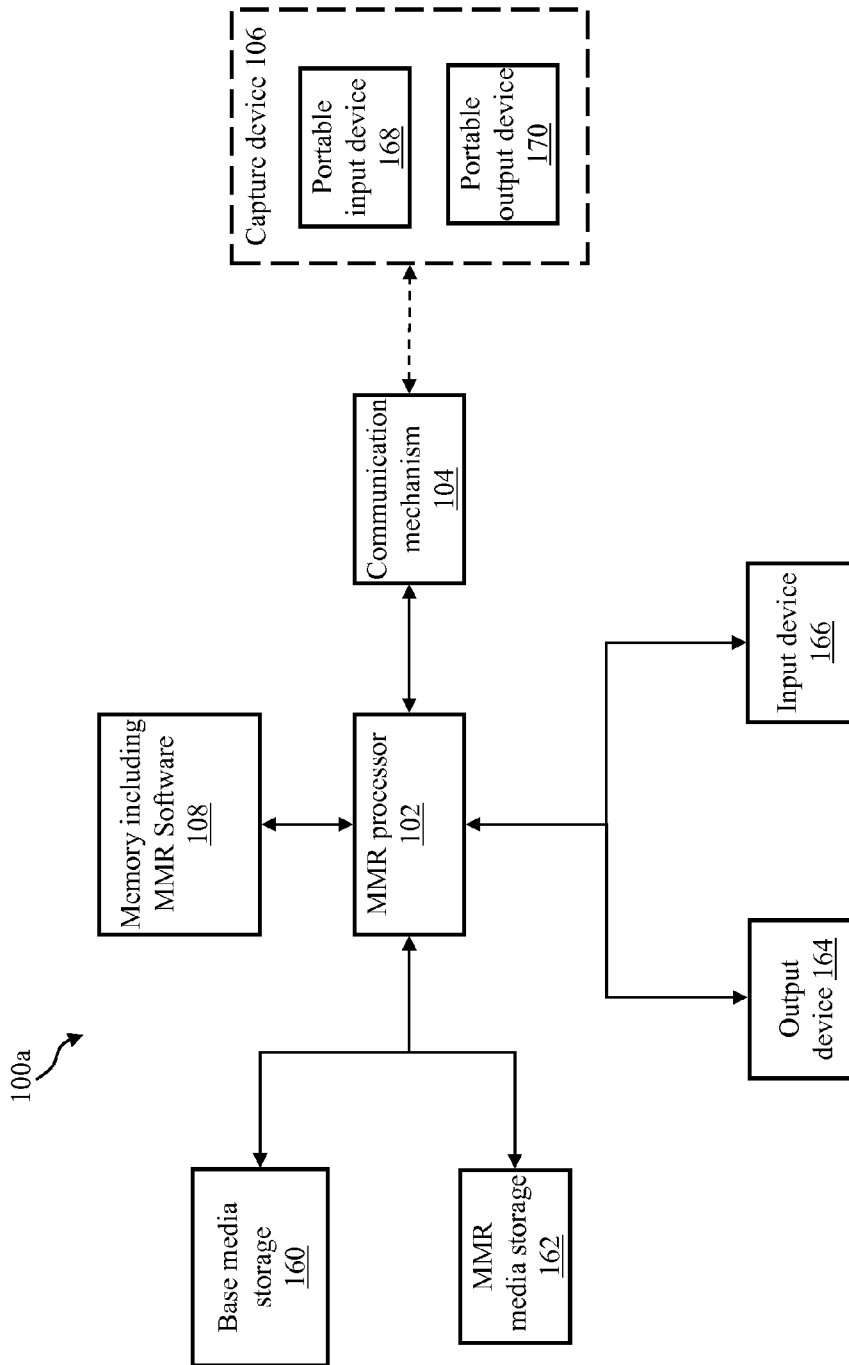 100a
Base media
storage
160
MMR
media storage
162
Memory including
MMR Software
108
MMR processor
102
Output
device 164
Input device
166
Communication
mechanism
104
Capture device 106
Portable
input device
168
Portable
output device
170